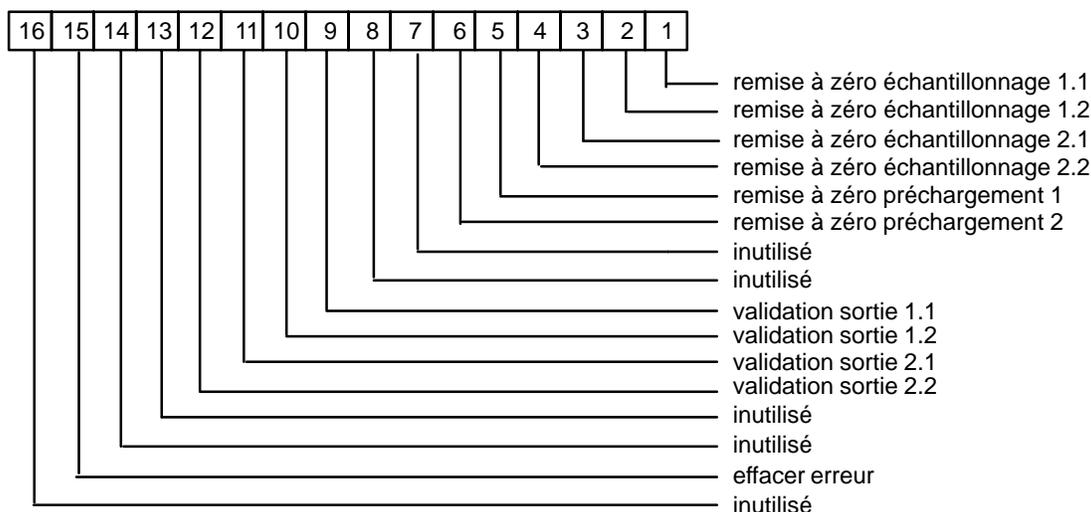 16 15 14 13 12 11 10 9 8 7 6 5 4 3 2 1
remise à zéro échantillonnage 1.1
remise à zéro échantillonnage 1.2
remise à zéro échantillonnage 2.1
remise à zéro échantillonnage 2.2
remise à zéro préchargement 1
remise à zéro préchargement 2
inutilisé
inutilisé
validation sortie 1.1
validation sortie 1.2
validation sortie 2.1
validation sortie 2.2
inutilisé
inutilisé
effacer erreur
inutilisé